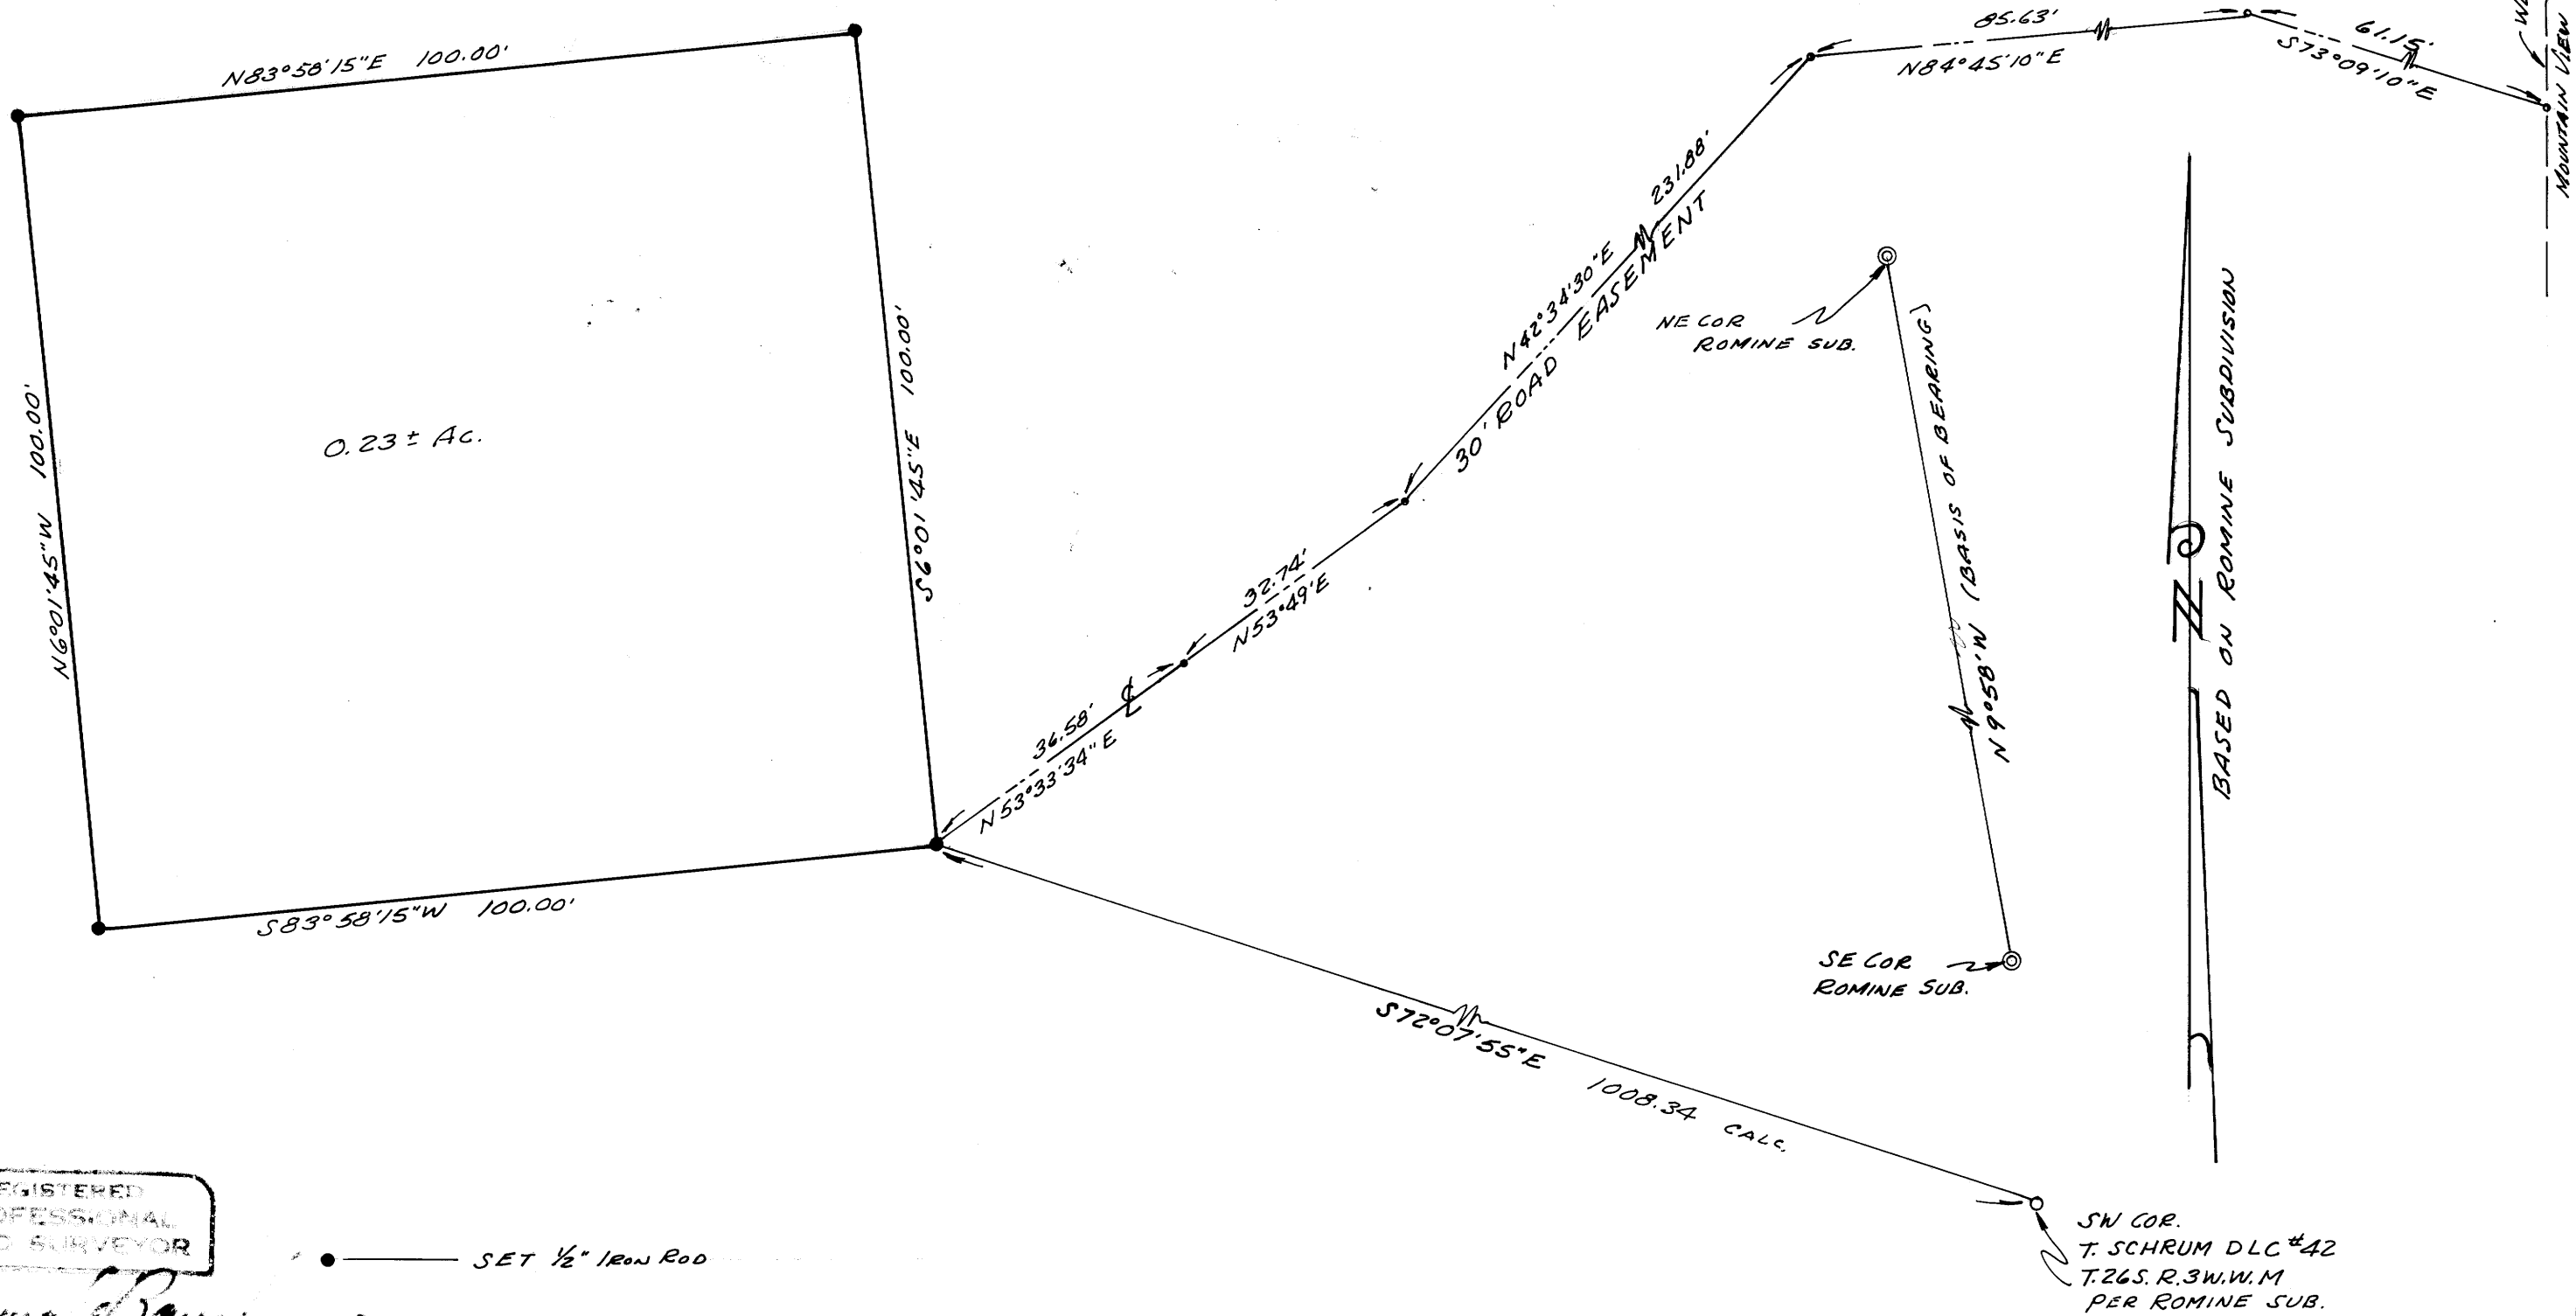 N83°58'15"E 100.00'
85.63'
N84°45'10"E
61.15'
S73°09'10"E
MOUNTAIN VIEW
N42°34'30"E 231.88'
30' ROAD EASEMENT
NE COR
ROMINE SUB.
N6°01'45"W 100.00'
0.23± AC.
S6°01'45"E 100.00'
32.74'
N53°49'E
36.58'
℄
N53°33'34"E
N9°58'W (BASIS OF BEARING)
N
BASED ON ROMINE SUBDIVISION
S83°58'15"W 100.00'
SE COR
ROMINE SUB.
S72°07'55"E 1008.34 CALC.
SW COR.
T. SCHRUM DLC #42
T.26S. R.3W.W.M
PER ROMINE SUB.
EGISTERED
OFESSIONAL
D SURVEYOR
SET ½" IRON ROD